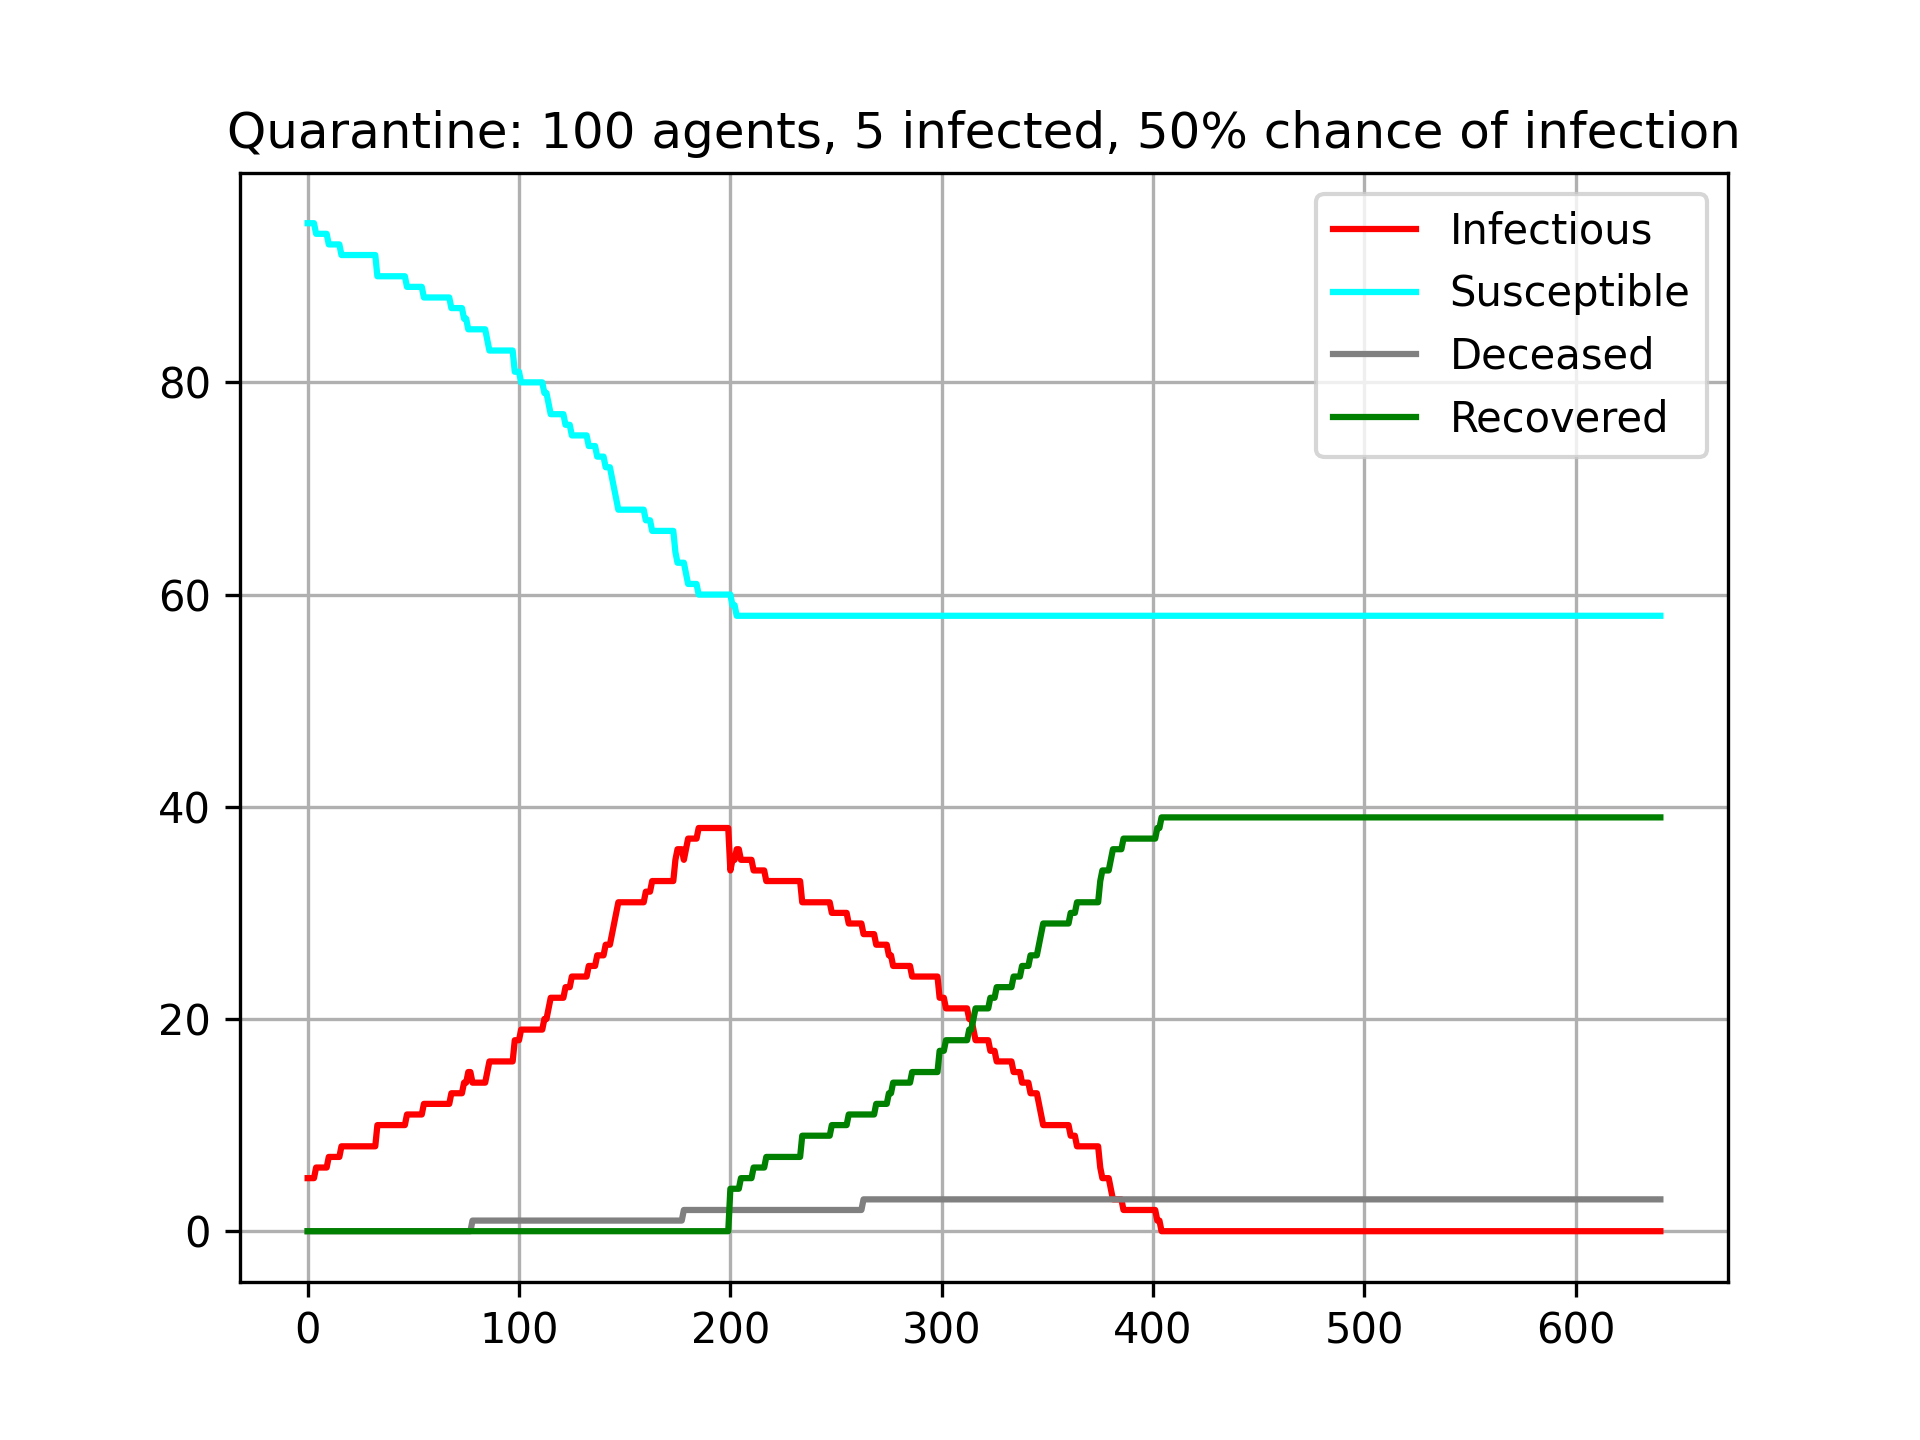 Quarantine: 100 agents, 5 infected, 50% chance of infection
Infectious
Susceptible
Deceased
Recovered
80
60
40
20
0
0 100 200 300 400 500 600